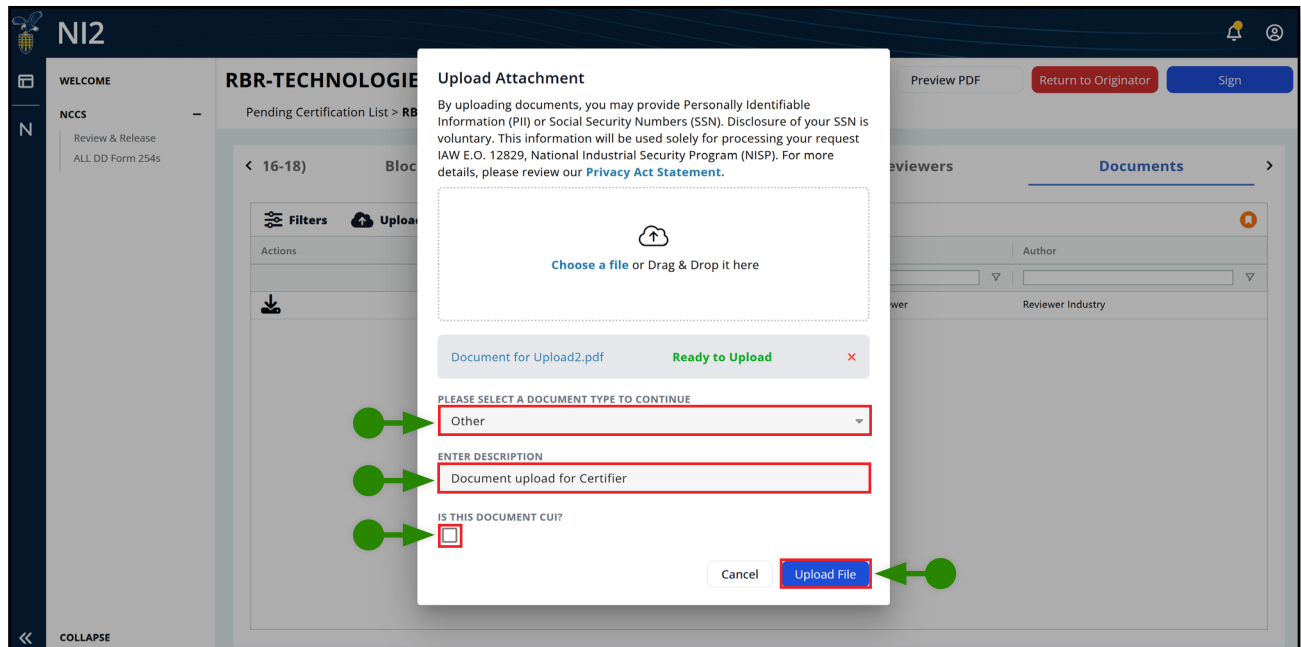 NI2
WELCOME
NCCS
Review & Release
ALL DD Form 254s
COLLAPSE
RBR-TECHNOLOGIE
Preview PDF
Return to Originator
Sign
Pending Certification List > RB
16-18)
Bloc
eviewers
Documents
Filters
Uploa
Actions
Author
wer
Reviewer Industry
Upload Attachment
By uploading documents, you may provide Personally Identifiable
Information (PII) or Social Security Numbers (SSN). Disclosure of your SSN is
voluntary. This information will be used solely for processing your request
IAW E.O. 12829, National Industrial Security Program (NISP). For more
details, please review our Privacy Act Statement.
Choose a file or Drag & Drop it here
Document for Upload2.pdf
Ready to Upload
PLEASE SELECT A DOCUMENT TYPE TO CONTINUE
Other
ENTER DESCRIPTION
Document upload for Certifier
IS THIS DOCUMENT CUI?
Cancel
Upload File